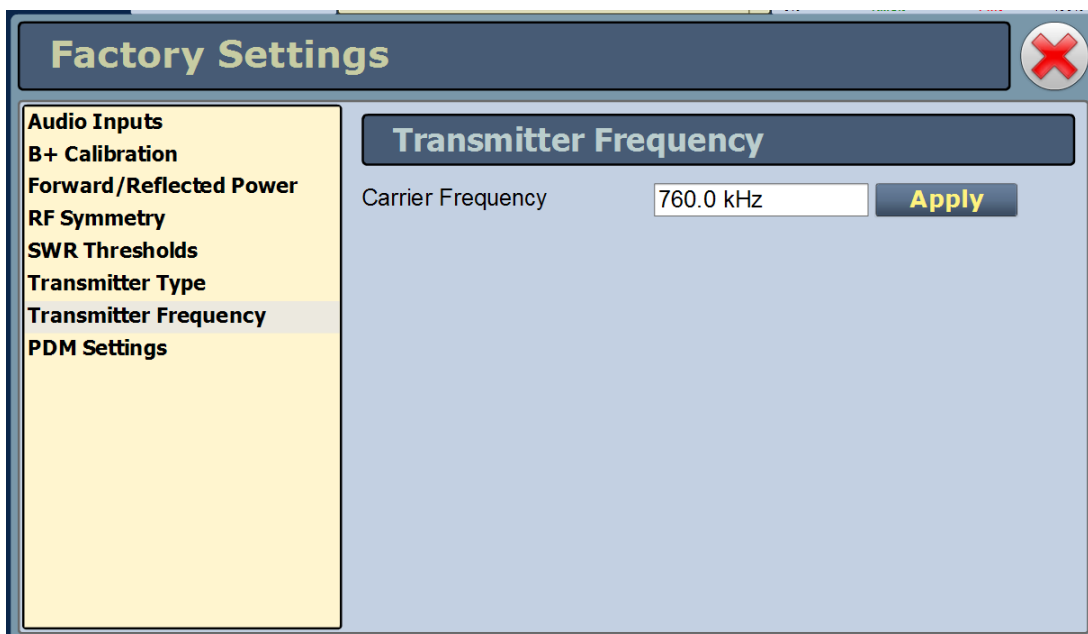 Factory Settings
Audio Inputs
B+ Calibration
Forward/Reflected Power
RF Symmetry
SWR Thresholds
Transmitter Type
Transmitter Frequency
PDM Settings
Transmitter Frequency
Carrier Frequency 760.0 kHz Apply